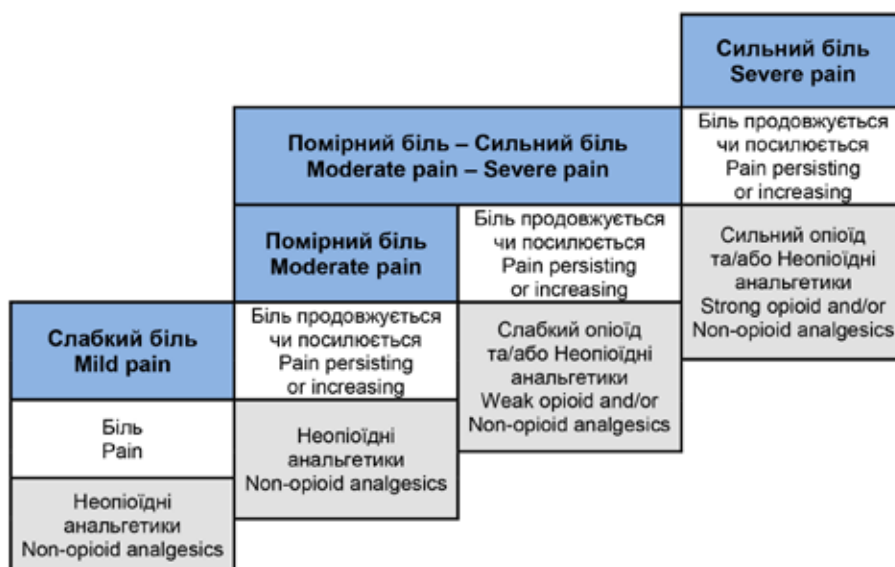 Слабкий біль
Mild pain
Біль
Pain
Неопіоїдні
анальгетики
Non-opioid analgesics
Помірний біль – Сильний біль
Moderate pain – Severe pain
Помірний біль
Moderate pain
Біль продовжується
чи посилюється
Pain persisting
or increasing
Неопіоїдні
анальгетики
Non-opioid analgesics
Біль продовжується
чи посилюється
Pain persisting
or increasing
Слабкий опіоїд
та/або Неопіоїдні
анальгетики
Weak opioid and/or
Non-opioid analgesics
Сильний біль
Severe pain
Біль продовжується
чи посилюється
Pain persisting
or increasing
Сильний опіоїд
та/або Неопіоїдні
анальгетики
Strong opioid and/or
Non-opioid analgesics